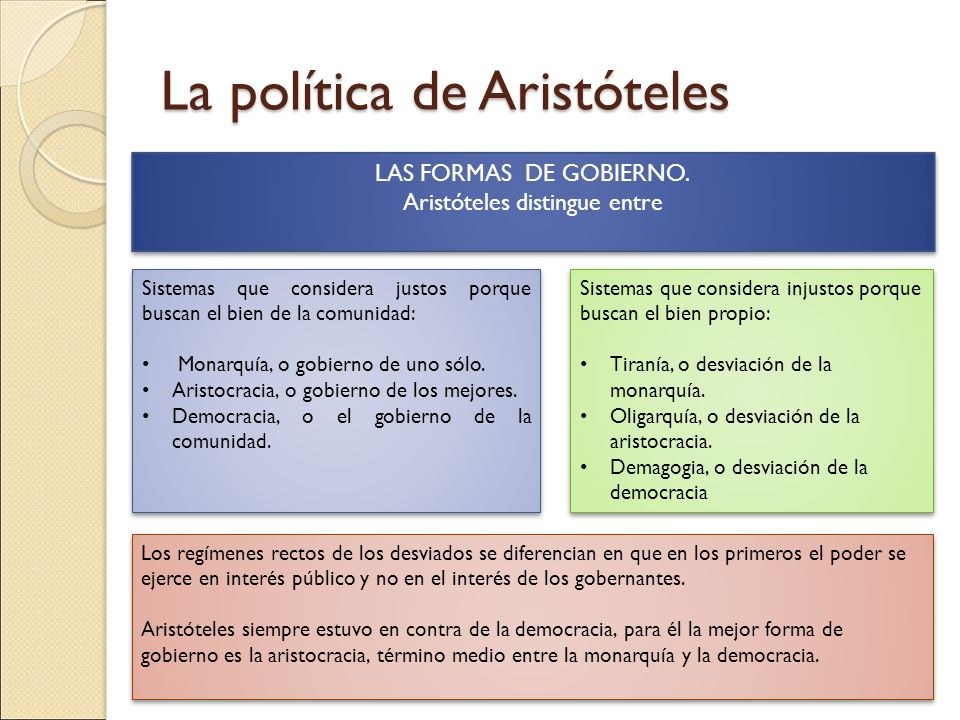 La política de Aristóteles
LAS FORMAS DE GOBIERNO.
Aristóteles distingue entre
Sistemas que considera justos porque
buscan el bien de la comunidad:
• Monarquía, o gobierno de uno sólo.
• Aristocracia, o gobierno de los mejores.
• Democracia, o el gobierno de la
comunidad.
Sistemas que considera injustos porque
buscan el bien propio:
• Tiranía, o desviación de la
monarquía.
• Oligarquía, o desviación de la
aristocracia.
• Demagogia, o desviación de la
democracia
Los regímenes rectos de los desviados se diferencian en que en los primeros el poder se
ejerce en interés público y no en el interés de los gobernantes.
Aristóteles siempre estuvo en contra de la democracia, para él la mejor forma de
gobierno es la aristocracia, término medio entre la monarquía y la democracia.